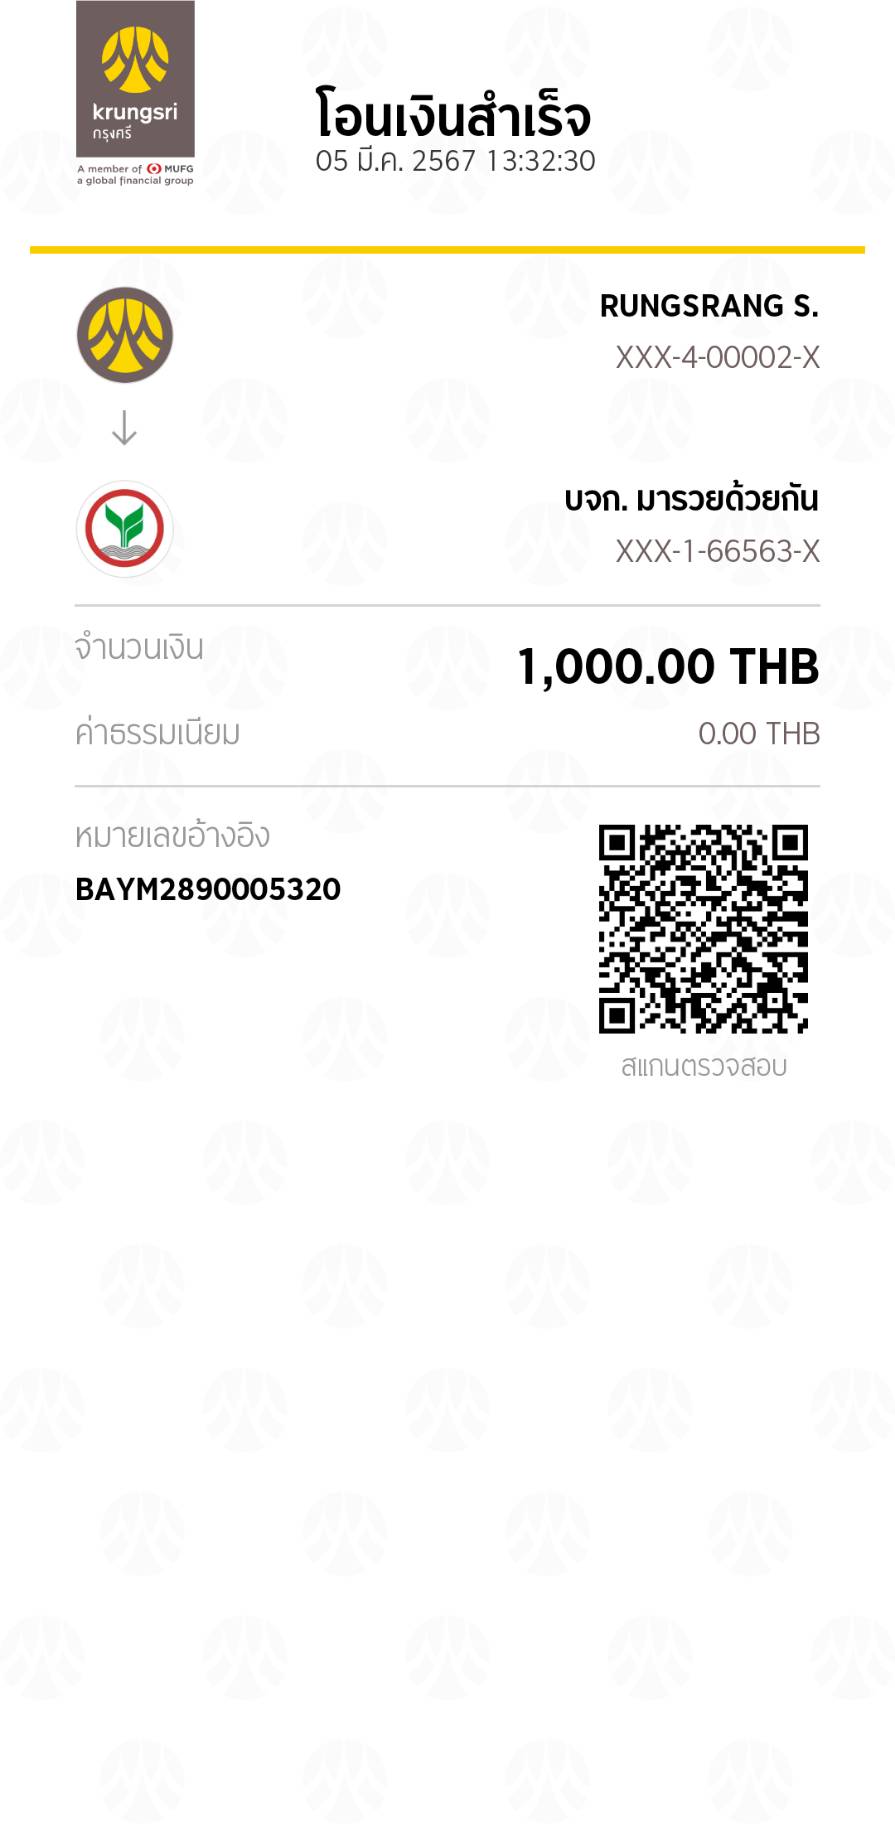 krungsri
กรุงศรี
A member of MUFG
a global financial group
โอนเงินสำเร็จ
05 มี.ค. 2567 13:32:30
RUNGSRANG S.
XXX-4-00002-X
บจก. มารวยด้วยกัน
XXX-1-66563-X
จำนวนเงิน
1,000.00 THB
ค่าธรรมเนียม
0.00 THB
หมายเลขอ้างอิง
BAYM2890005320
สแกนตรวจสอบ